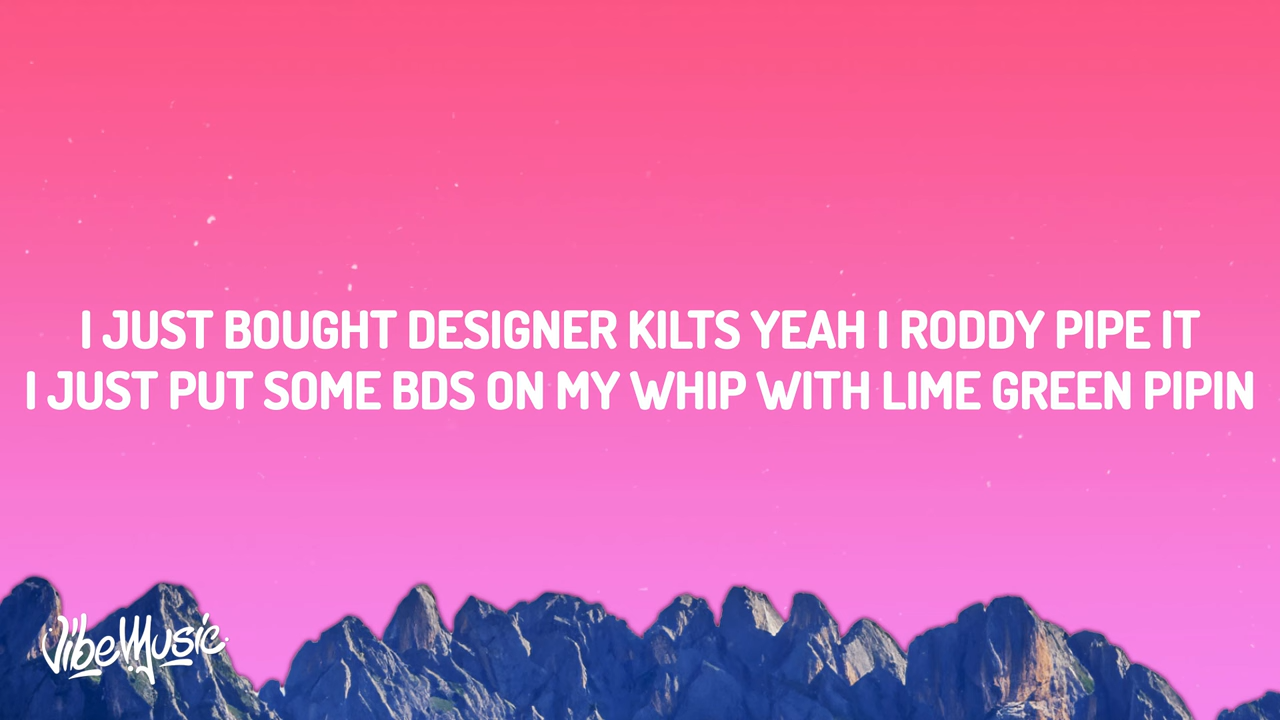 I JUST BOUGHT DESIGNER KILTS YEAH I RODDY PIPE IT
I JUST PUT SOME BDS ON MY WHIP WITH LIME GREEN PIPIN
VibeMusic